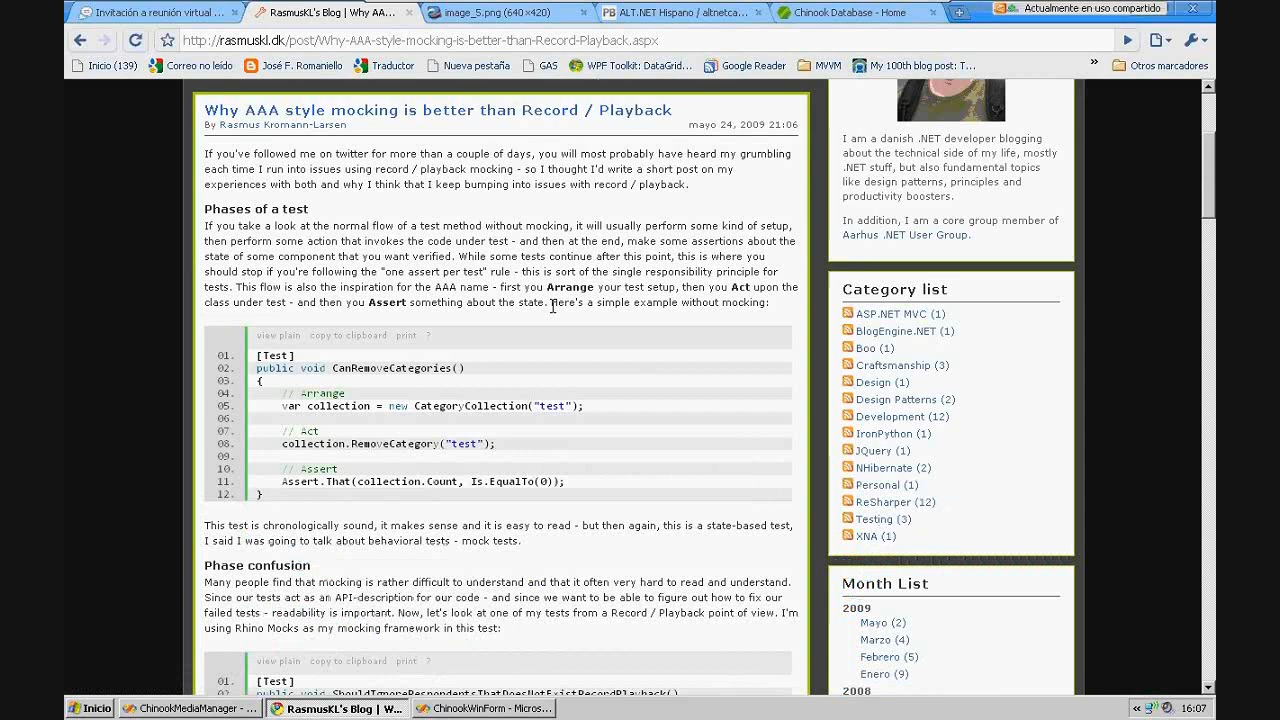 Invitación a reunión virtual ...
RasmusKL's Blog | Why AA...
image_5.png (640×420)
ALT.NET Hispano / altnetca...
Chinook Database - Home
Actualmente en uso compartido
http://rasmuskl.dk/post/Why-AAA-style-mocking-is-better-than-Record-Playback.aspx
Inicio (139)
Correo no leído
José F. Romaniello
Traductor
Nueva pestaña
GAS
WPF Toolkit: DataGrid...
Google Reader
MVVM
My 100th blog post: T...
»
Otros marcadores
Why AAA style mocking is better than Record / Playback
By Rasmus Kromann-Larsen
mayo 24, 2009 21:06
If you've followed me on twitter for more than a couple of days, you will most probably have heard my grumbling
each time I run into issues using record / playback mocking - so I thought I'd write a short post on my
experiences with both and why I think that I keep bumping into issues with record / playback.
Phases of a test
If you take a look at the normal flow of a test method without mocking, it will usually perform some kind of setup,
then perform some action that invokes the code under test - and then at the end, make some assertions about the
state of some component that you want verified. While some tests continue after this point, this is where you
should stop if you're following the "one assert per test" rule - this is sort of the single responsibility principle for
tests. This flow is also the inspiration for the AAA name - first you Arrange your test setup, then you Act upon the
class under test - and then you Assert something about the state. Here's a simple example without mocking:
view plain copy to clipboard print ?
01. [Test]
02. public void CanRemoveCategories()
03. {
04. // Arrange
05. var collection = new CategoryCollection("test");
06.
07. // Act
08. collection.RemoveCategory("test");
09.
10. // Assert
11. Assert.That(collection.Count, Is.EqualTo(0));
12. }
This test is chronologically sound, it makes sense and it is easy to read - but then again, this is a state-based test,
I said I was going to talk about behavioral tests - mock tests.
Phase confusion
Many people find that mocking is rather difficult to understand and that it often very hard to read and understand.
Since our tests act as an API-description for our code - and since we want to be able to figure out how to fix our
failed tests - readability is important. Now, let's look at one of my tests from a Record / Playback point of view. I'm
using Rhino Mocks as my mocking framework in this test:
view plain copy to clipboard print ?
01. [Test]
02. public void ShouldIgnoreRespondentsThatDoesNotExistRecordPlayback()
I am a danish .NET developer blogging
about the technical side of my life, mostly
.NET stuff, but also fundamental topics
like design patterns, principles and
productivity boosters.
In addition, I am a core group member of
Aarhus .NET User Group.
Category list
ASP.NET MVC (1)
BlogEngine.NET (1)
Boo (1)
Craftsmanship (3)
Design (1)
Design Patterns (2)
Development (12)
IronPython (1)
JQuery (1)
NHibernate (2)
Personal (1)
ReSharper (12)
Testing (3)
XNA (1)
Month List
2009
Mayo (2)
Marzo (4)
Febrero (5)
Enero (9)
2008
Inicio
ChinookMediaManager - ...
RasmusKL's Blog | W...
ChinookWinForm - Micros...
«
16:07